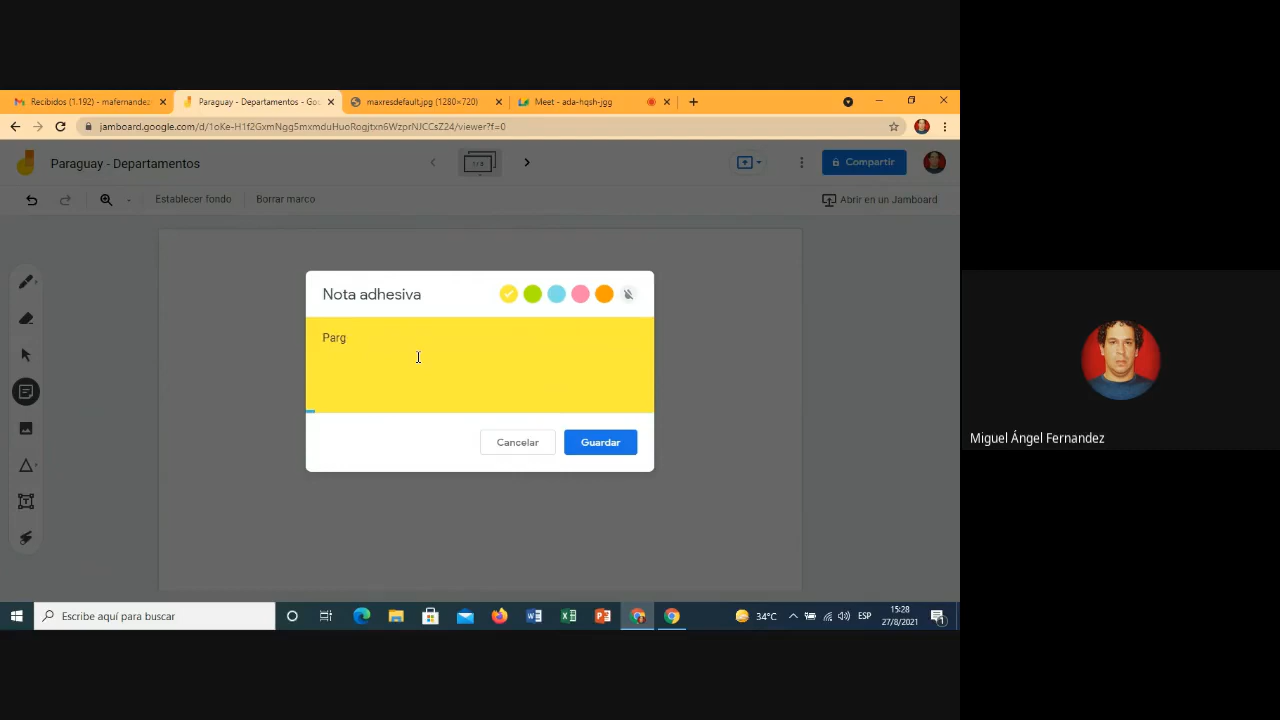 Recibidos (1.192) - mafernandez
Paraguay - Departamentos - Goo
maxresdefault.jpg (1280×720)
Meet - ada-hqsh-jgg
jamboard.google.com/d/1oKe-H1f2GxmNgg5mxmduHuoRogjtxn6WzprNJCCsZ24/viewer?f=0
Paraguay - Departamentos
Compartir
Establecer fondo
Borrar marco
Abrir en un Jamboard
Nota adhesiva
Parg
Cancelar
Guardar
Miguel Ángel Fernandez
Escribe aquí para buscar
34°C
ESP
15:28
27/8/2021
1